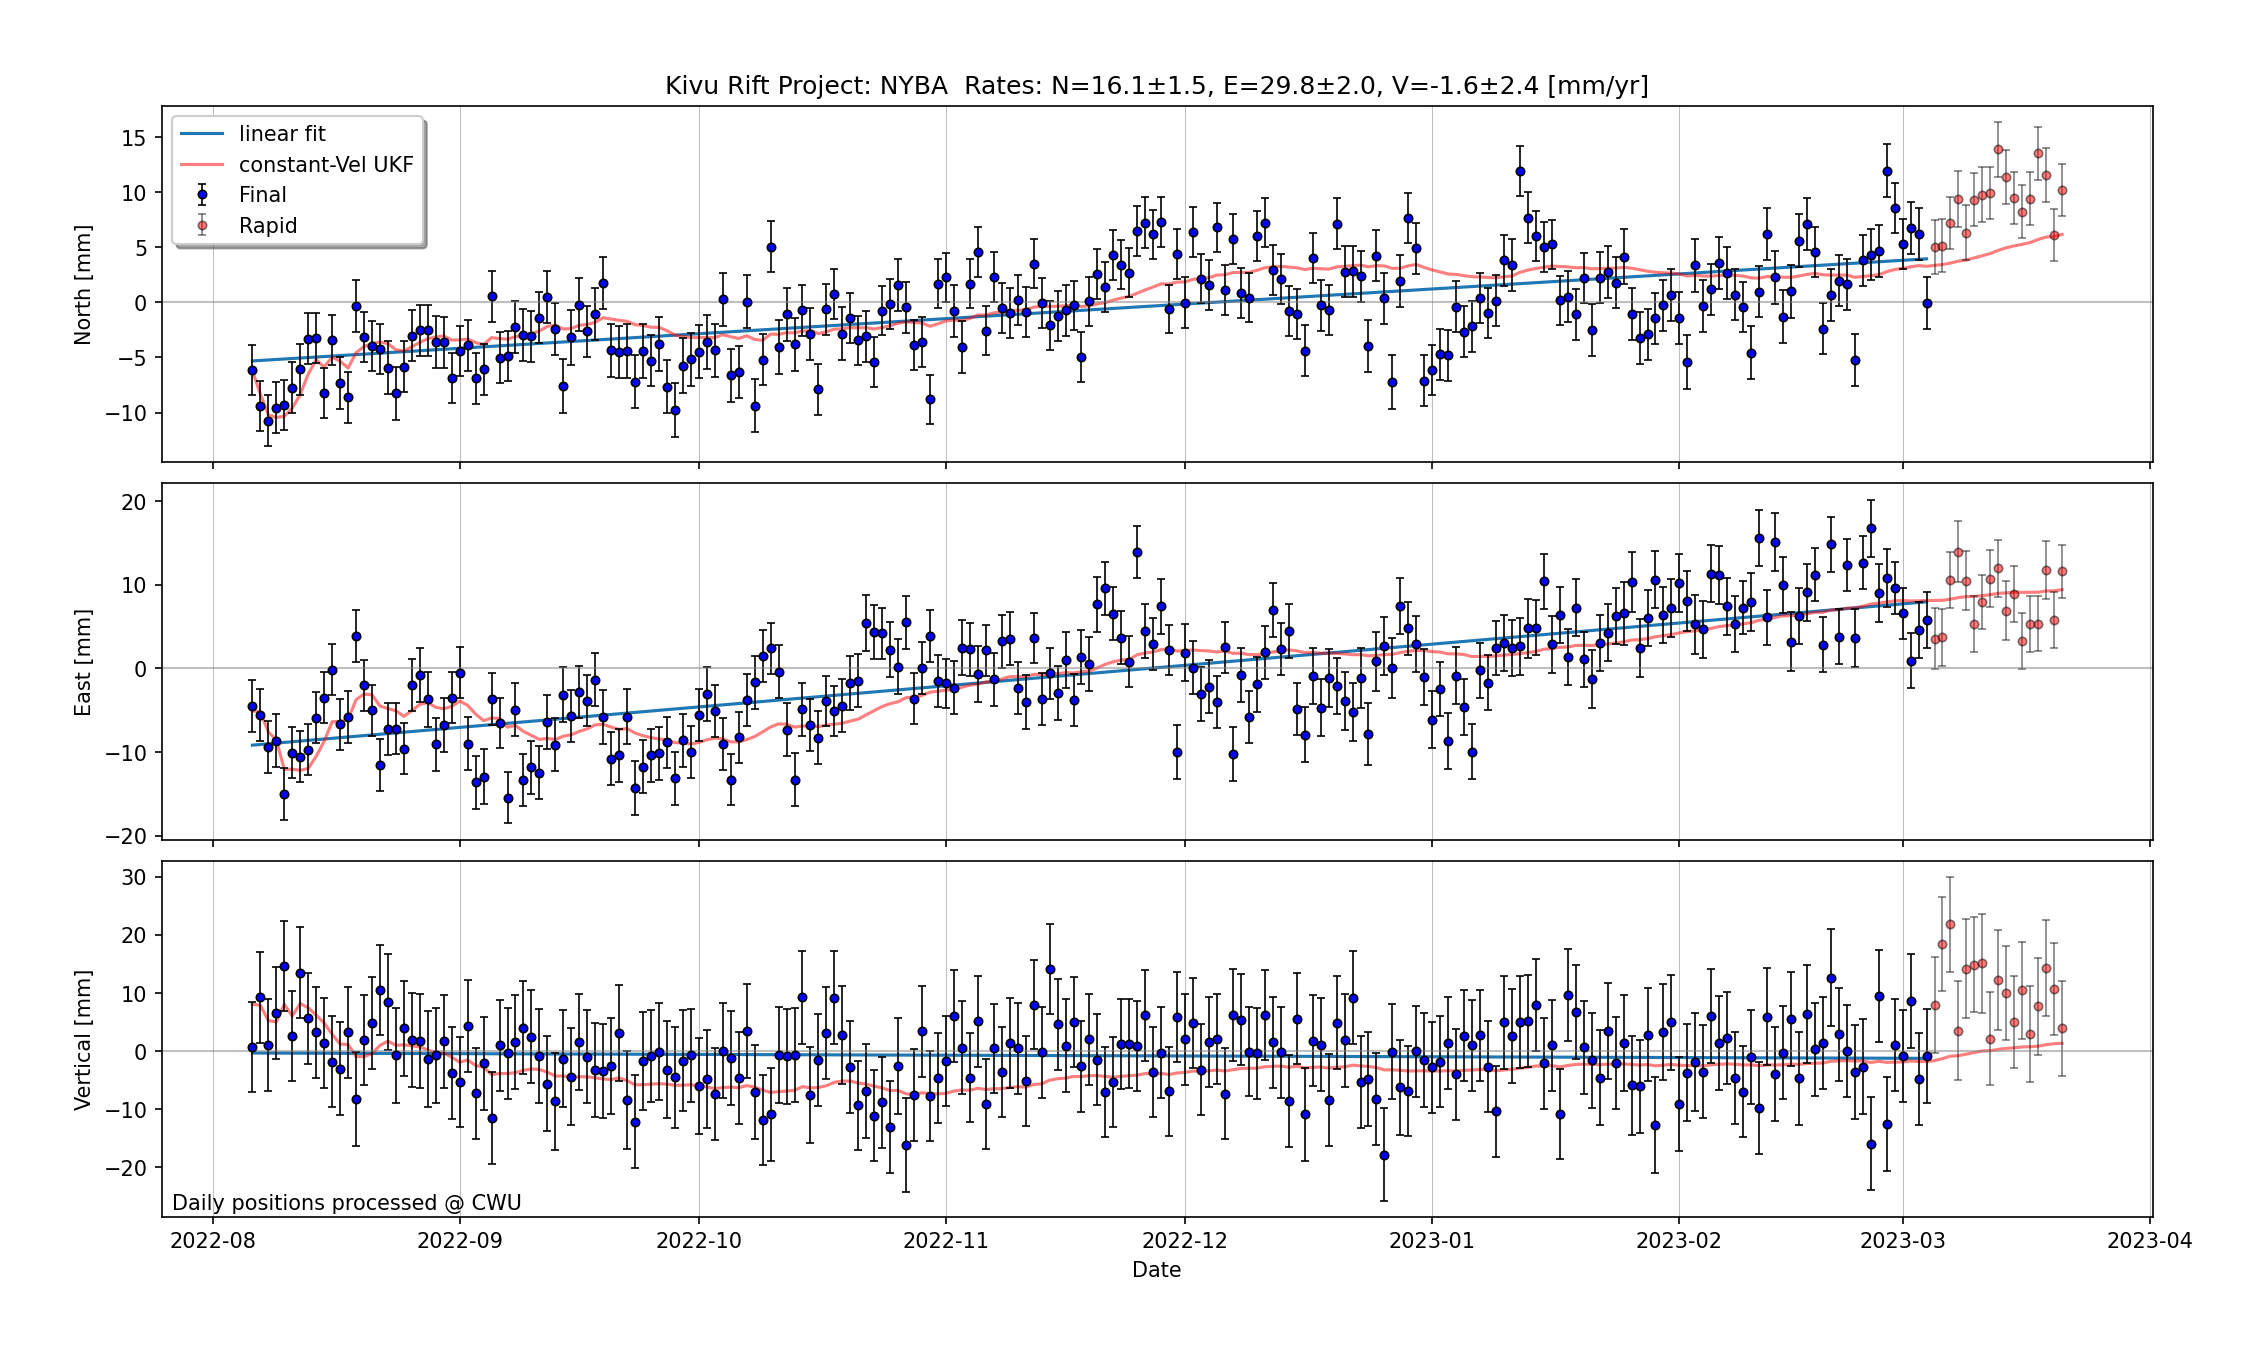 Kivu Rift Project: NYBA  Rates: N=16.1±1.5, E=29.8±2.0, V=-1.6±2.4 [mm/yr]
linear fit
constant-Vel UKF
Final
Rapid
North [mm]
15
10
5
0
−5
−10
East [mm]
20
10
0
−10
−20
Vertical [mm]
30
20
10
0
−10
−20
Daily positions processed @ CWU
2022-08 2022-09 2022-10 2022-11 2022-12 2023-01 2023-02 2023-03 2023-04
Date